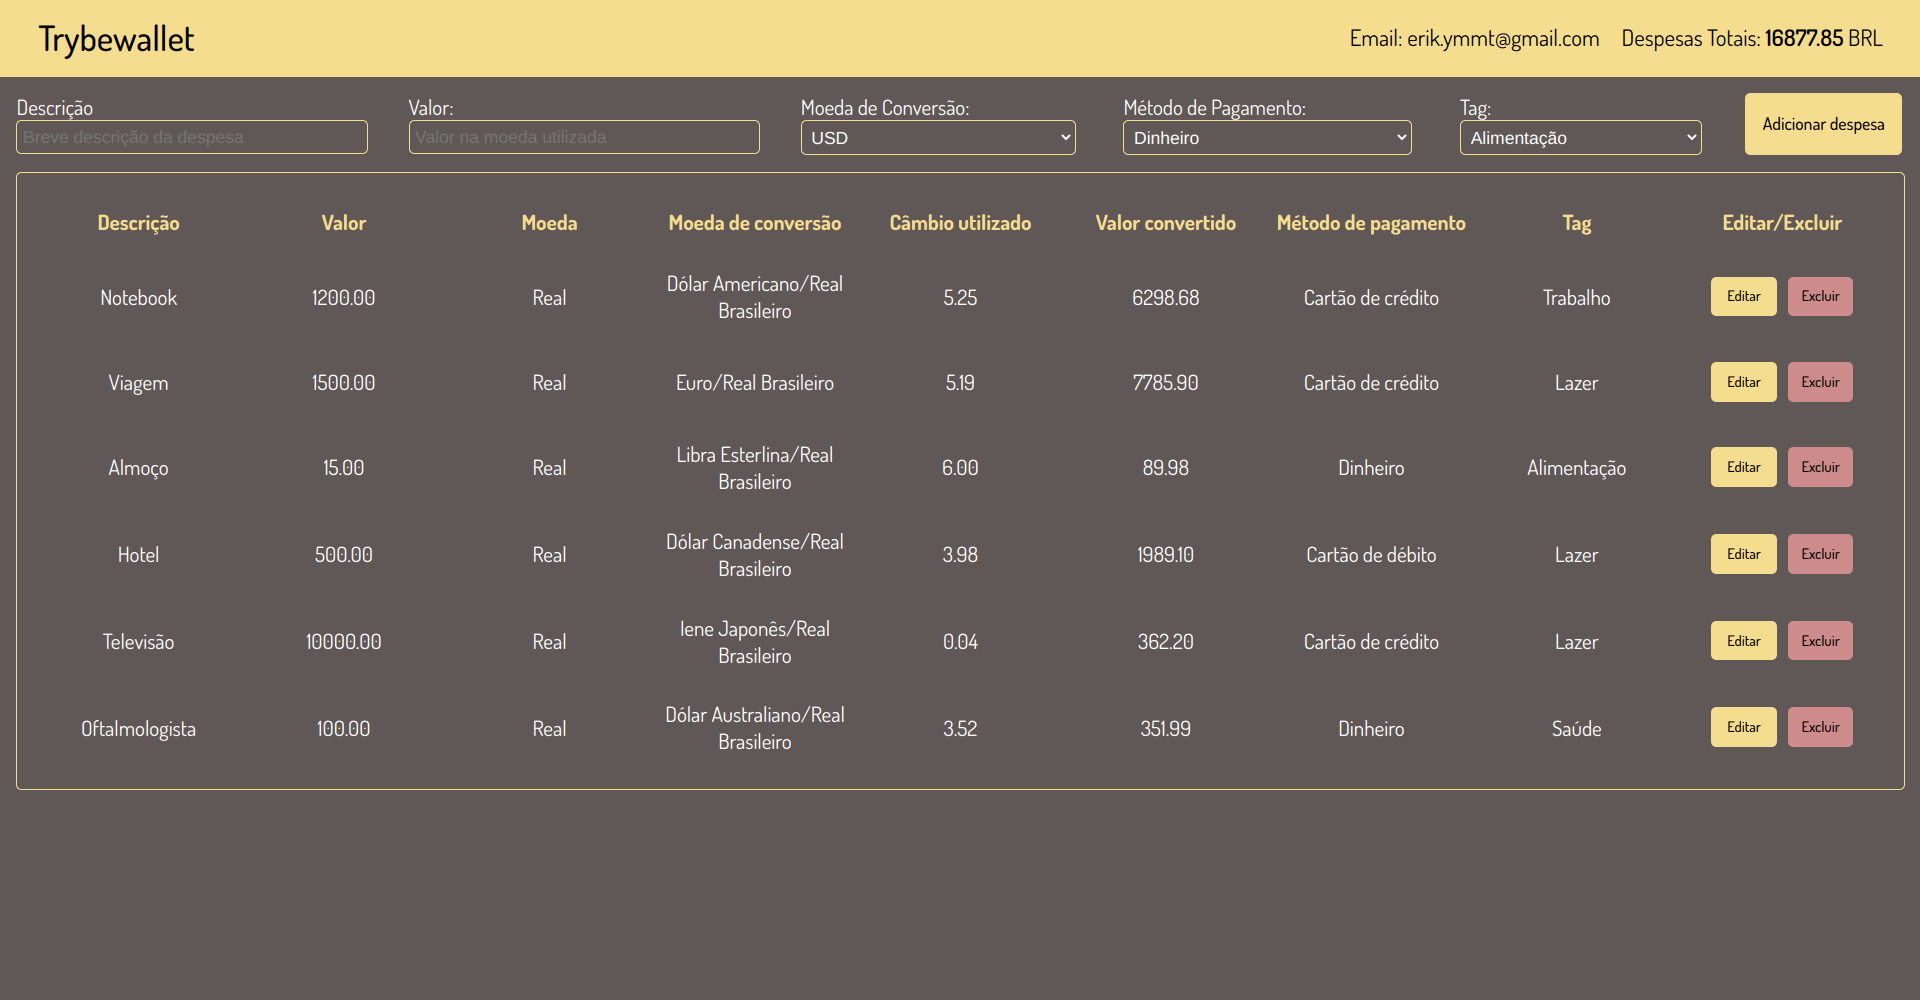 Trybewallet
Email: erik.ymmt@gmail.com Despesas Totais: 16877.85 BRL
Descrição Valor: Moeda de Conversão: Método de Pagamento: Tag:
Breve descrição da despesa Valor na moeda utilizada USD Dinheiro Alimentação Adicionar despesa
Descrição Valor Moeda Moeda de conversão Câmbio utilizado Valor convertido Método de pagamento Tag Editar/Excluir
Notebook 1200.00 Real Dólar Americano/Real Brasileiro 5.25 6298.68 Cartão de crédito Trabalho Editar Excluir
Viagem 1500.00 Real Euro/Real Brasileiro 5.19 7785.90 Cartão de crédito Lazer Editar Excluir
Almoço 15.00 Real Libra Esterlina/Real Brasileiro 6.00 89.98 Dinheiro Alimentação Editar Excluir
Hotel 500.00 Real Dólar Canadense/Real Brasileiro 3.98 1989.10 Cartão de débito Lazer Editar Excluir
Televisão 10000.00 Real Iene Japonês/Real Brasileiro 0.04 362.20 Cartão de crédito Lazer Editar Excluir
Oftalmologista 100.00 Real Dólar Australiano/Real Brasileiro 3.52 351.99 Dinheiro Saúde Editar Excluir